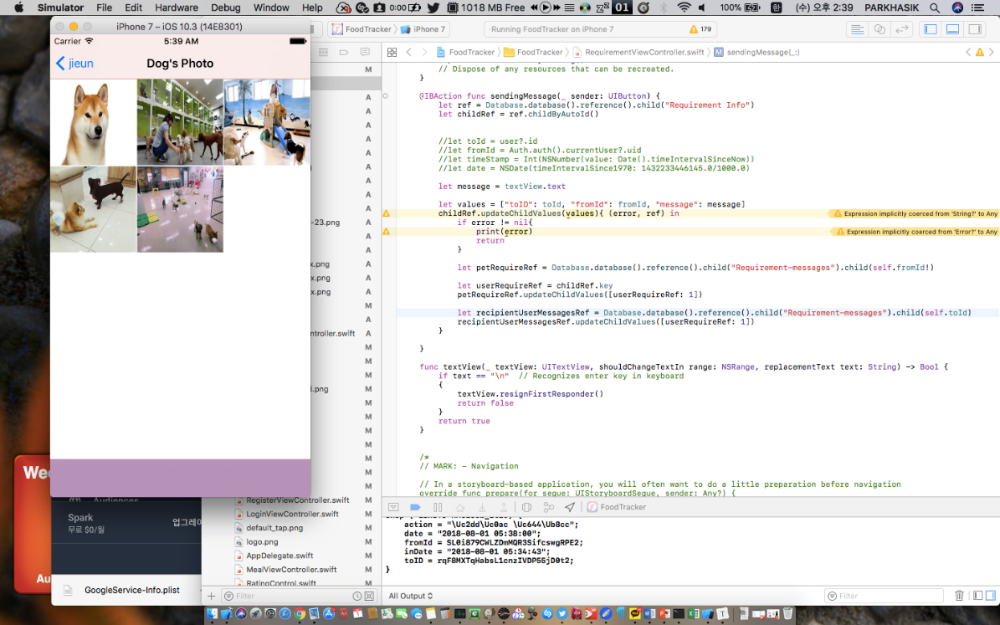 Simulator File Edit Hardware Debug Window Help 0:00 1018 MB Free 01 100% 한 (수) 오후 2:39 PARKHASIK
iPhone 7 – iOS 10.3 (14E8301)
Carrier 5:39 AM
jieun Dog's Photo
FoodTracker iPhone 7
Running FoodTracker on iPhone 7 179
FoodTracker FoodTracker RequirementViewController.swift sendingMessage(_:)
// Dispose of any resources that can be recreated.
}
@IBAction func sendingMessage(_ sender: UIButton) {
let ref = Database.database().reference().child("Requirement Info")
let childRef = ref.childByAutoId()
//let toId = user?.id
//let fromId = Auth.auth().currentUser?.uid
//let timeStamp = Int(NSNumber(value: Date().timeIntervalSinceNow))
//let date = NSDate(timeIntervalSince1970: 1432233446145.0/1000.0)
let message = textView.text
let values = ["toID": toId, "fromId": fromId, "message": message]
childRef.updateChildValues(values){ (error, ref) in
Expression implicitly coerced from 'String?' to Any
if error != nil{
print(error)
Expression implicitly coerced from 'Error?' to Any
return
}
let petRequireRef = Database.database().reference().child("Requirement-messages").child(self.fromId!)
let userRequireRef = childRef.key
petRequireRef.updateChildValues([userRequireRef: 1])
let recipientUserMessagesRef = Database.database().reference().child("Requirement-messages").child(self.toId)
recipientUserMessagesRef.updateChildValues([userRequireRef: 1])
}
}
func textView(_ textView: UITextView, shouldChangeTextIn range: NSRange, replacementText text: String) -> Bool {
if text == "\n" // Recognizes enter key in keyboard
{
textView.resignFirstResponder()
return false
}
return true
}
/*
// MARK: - Navigation
// In a storyboard-based application, you will often want to do a little preparation before navigation
override func prepare(for segue: UIStoryboardSegue, sender: Any?) {
M
A
A
A
A
A
A
A
A
A
-23.png A
A
A
x.png A
x.png A
x.png A
M
A
ntroller.swift A
M
M
M
d.png M
M
M
M
M
M
M
M
RegisterViewController.swift M
LoginViewController.swift M
default_tap.png M
logo.png M
AppDelegate.swift M
MealViewController.swift M
RatingControl.swift M
Filter
FoodTracker
action = "\Uc2dd\Uc0ac \Uc644\Ub8cc";
date = "2018-08-01 05:38:00";
fromId = SL0i879CWLZDmMQR3SifcswgRPE2;
inDate = "2018-08-01 05:34:43";
toID = rqF8MXTqHabsL1cnzIVDP55jD0t2;
}
All Output
Filter
Wee
Au
Audiences
Spark
무료 $0/월
업그레이
GoogleService-Info.plist